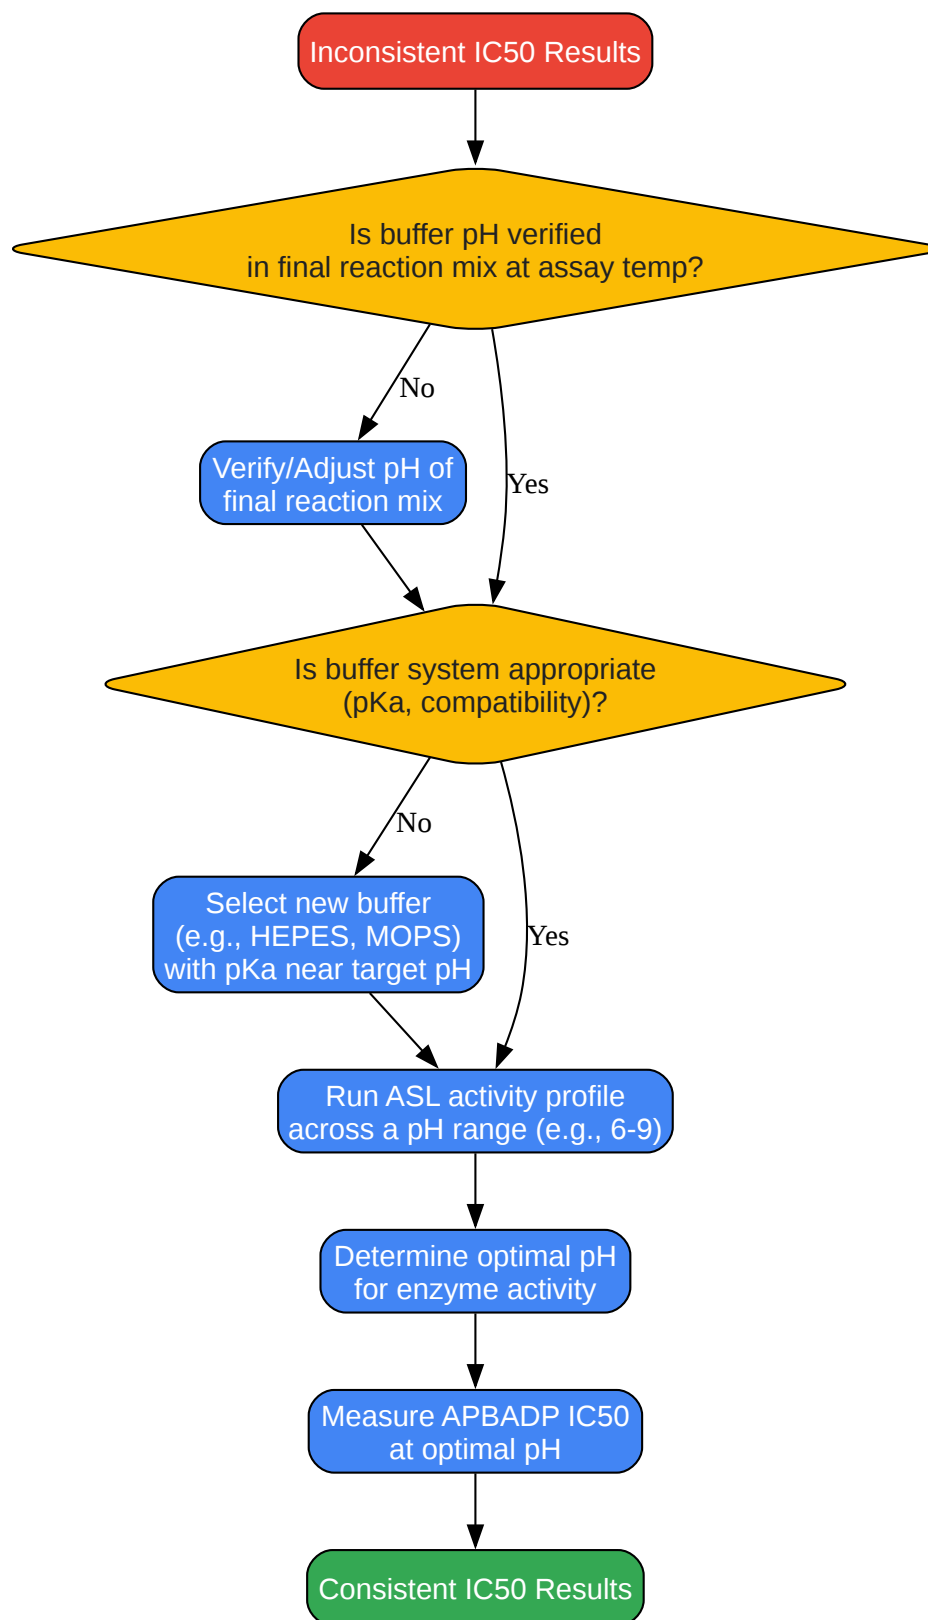 Inconsistent IC50 Results
Is buffer pH verified
in final reaction mix at assay temp?
No
Verify/Adjust pH of
final reaction mix
Yes
Is buffer system appropriate
(pKa, compatibility)?
No
Select new buffer
(e.g., HEPES, MOPS)
with pKa near target pH
Yes
Run ASL activity profile
across a pH range (e.g., 6-9)
Determine optimal pH
for enzyme activity
Measure APBADP IC50
at optimal pH
Consistent IC50 Results